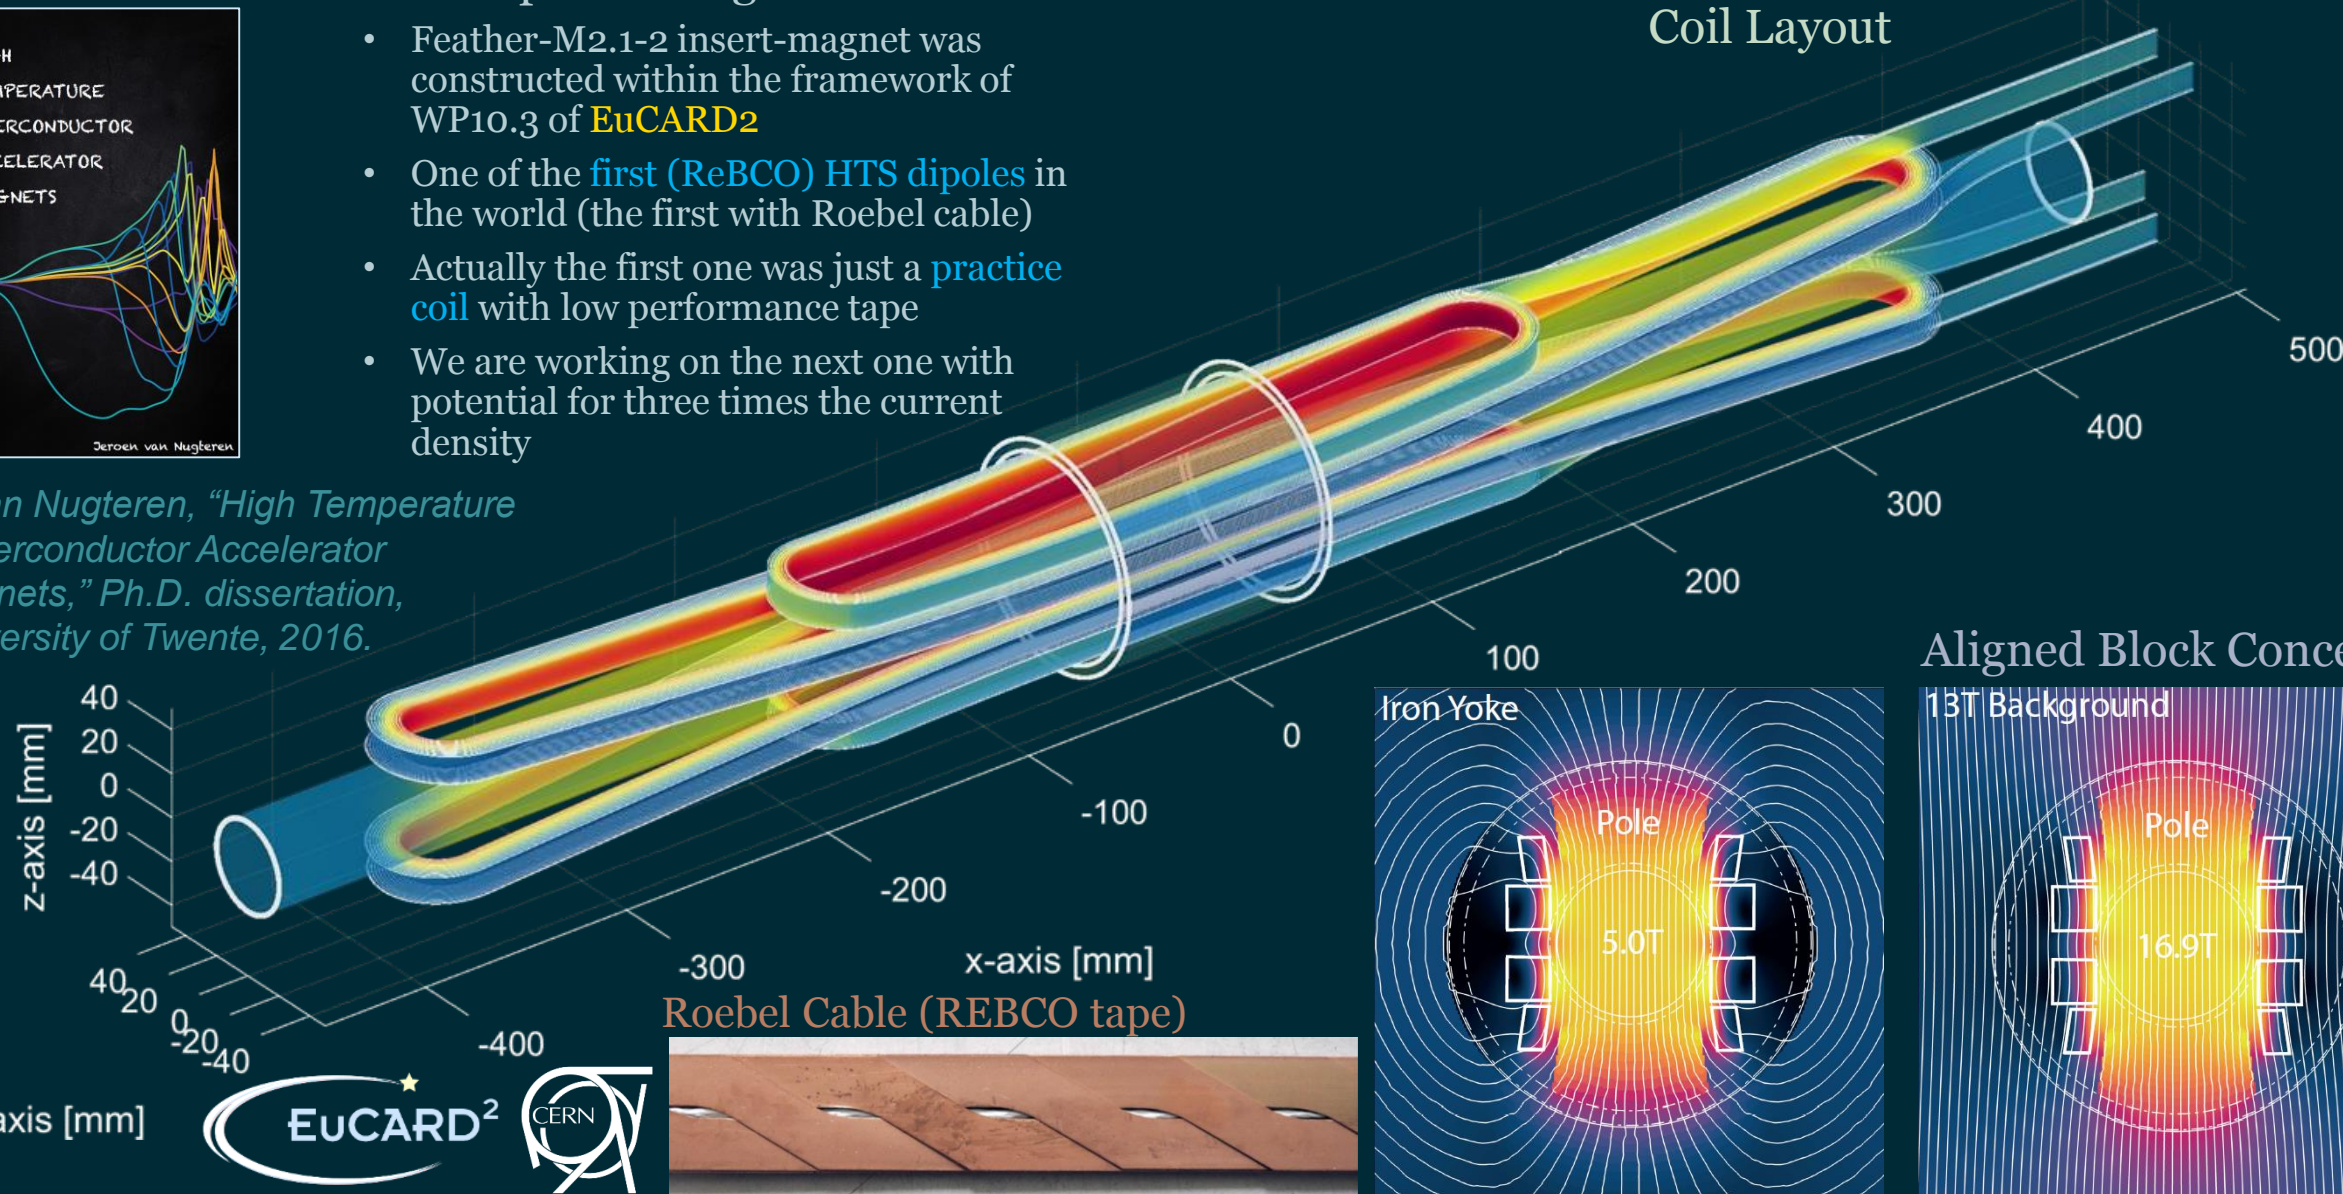 Coil Layout
• Feather-M2.1-2 insert-magnet was
constructed within the framework of
WP10.3 of EuCARD2
• One of the first (ReBCO) HTS dipoles in
the world (the first with Roebel cable)
• Actually the first one was just a practice
coil with low performance tape
• We are working on the next one with
potential for three times the current
density
H
PERATURE
ERCONDUCTOR
ELERATOR
GNETS
Jeroen van Nugteren
n Nugteren, “High Temperature
erconductor Accelerator
nets,” Ph.D. dissertation,
ersity of Twente, 2016.
z-axis [mm]
40
20
0
-20
-40
40
20
0
-20
-40
axis [mm]
-400
-300
-200
-100
0
100
200
300
400
500
x-axis [mm]
Roebel Cable (REBCO tape)
EuCARD²
CERN
Iron Yoke
Pole
5.0T
Aligned Block Conce
13T Background
Pole
16.9T